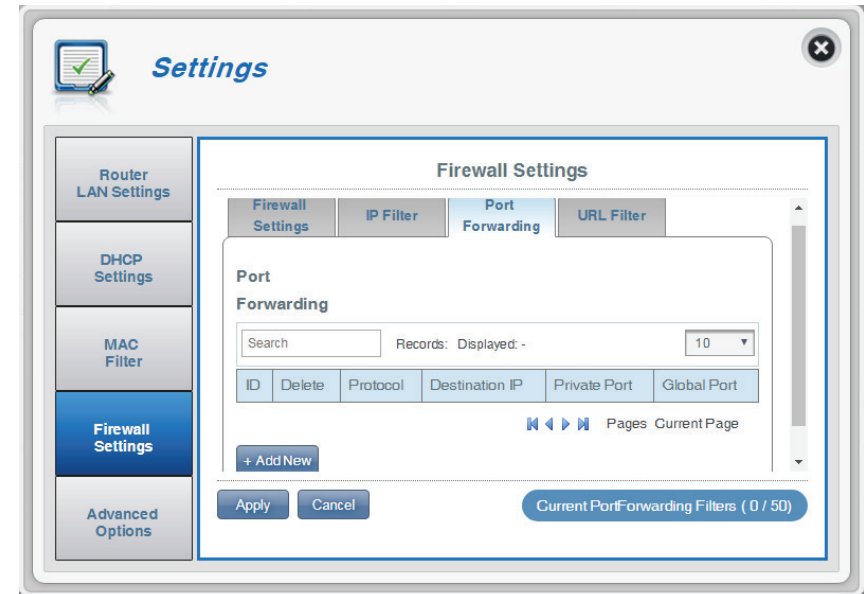 Settings
Router
LAN Settings
DHCP
Settings
MAC
Filter
Firewall
Settings
Advanced
Options
Firewall Settings
Firewall
Settings
IP Filter
Port
Forwarding
URL Filter
Port
Forwarding
Search
Records: Displayed: -
10
ID Delete Protocol Destination IP Private Port Global Port
Pages Current Page
+ Add New
Apply Cancel
Current PortForwarding Filters ( 0 / 50)